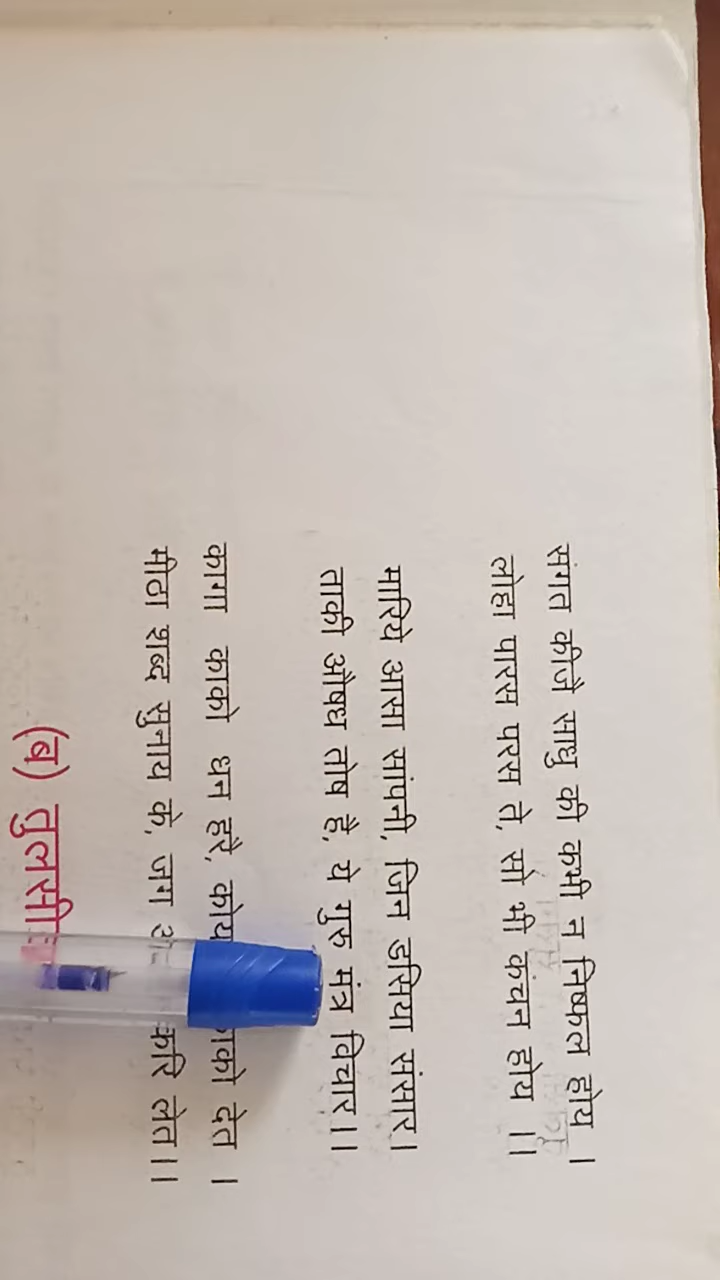 संगत कीजै साधु की कभी न निष्फल होय ।
लोहा पारस परस ते, सो भी कंचन होय ।।
मारिये आसा सांपनी, जिन डसिया संसार।
ताकी औषध तोष है, ये गुरु मंत्र विचार।।
कागा काको धन हरे, देत ।
मीठा शब्द सुनाय के, जग करि लेत।।
(ब) तुलसी